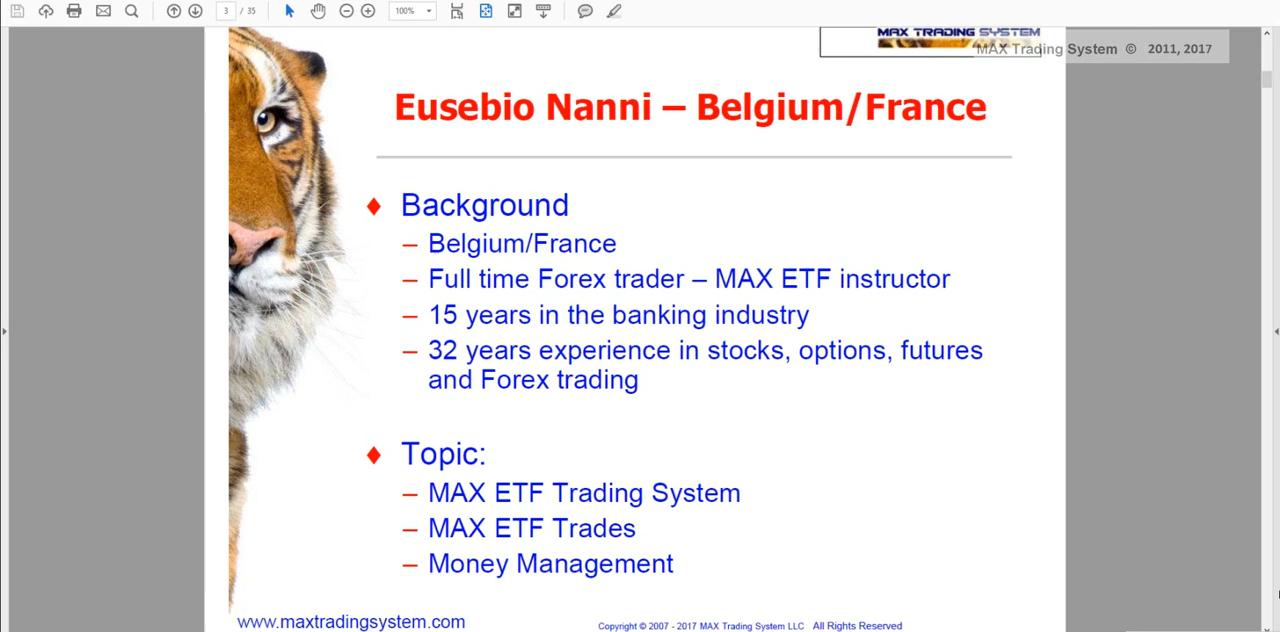 3 / 35 100%
MAX TRADING SYSTEM
MAX Trading System © 2011, 2017
Eusebio Nanni – Belgium/France
♦ Background
– Belgium/France
– Full time Forex trader – MAX ETF instructor
– 15 years in the banking industry
– 32 years experience in stocks, options, futures
and Forex trading
♦ Topic:
– MAX ETF Trading System
– MAX ETF Trades
– Money Management
www.maxtradingsystem.com Copyright © 2007 - 2017 MAX Trading System LLC All Rights Reserved